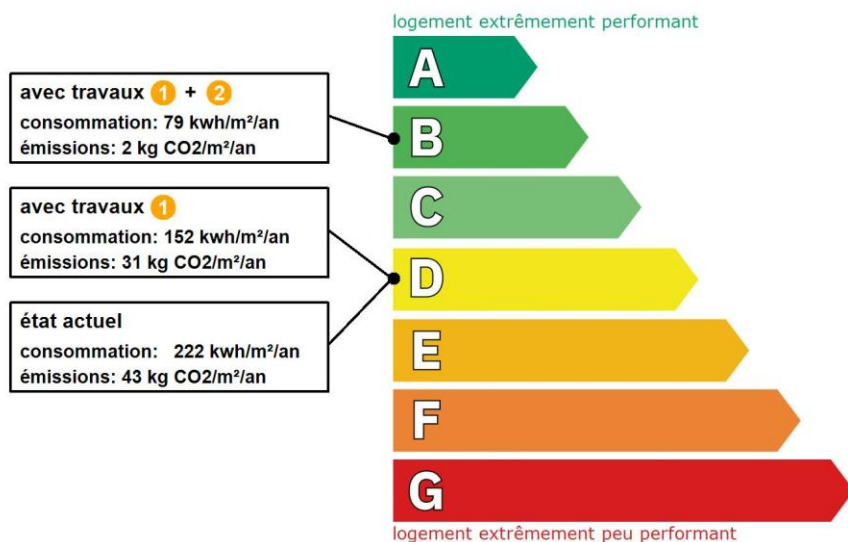 logement extrêmement performant
A
avec travaux 1 + 2
consommation: 79 kwh/m²/an
émissions: 2 kg CO2/m²/an
B
avec travaux 1
consommation: 152 kwh/m²/an
émissions: 31 kg CO2/m²/an
C
D
état actuel
consommation: 222 kwh/m²/an
émissions: 43 kg CO2/m²/an
E
F
G
logement extrêmement peu performant